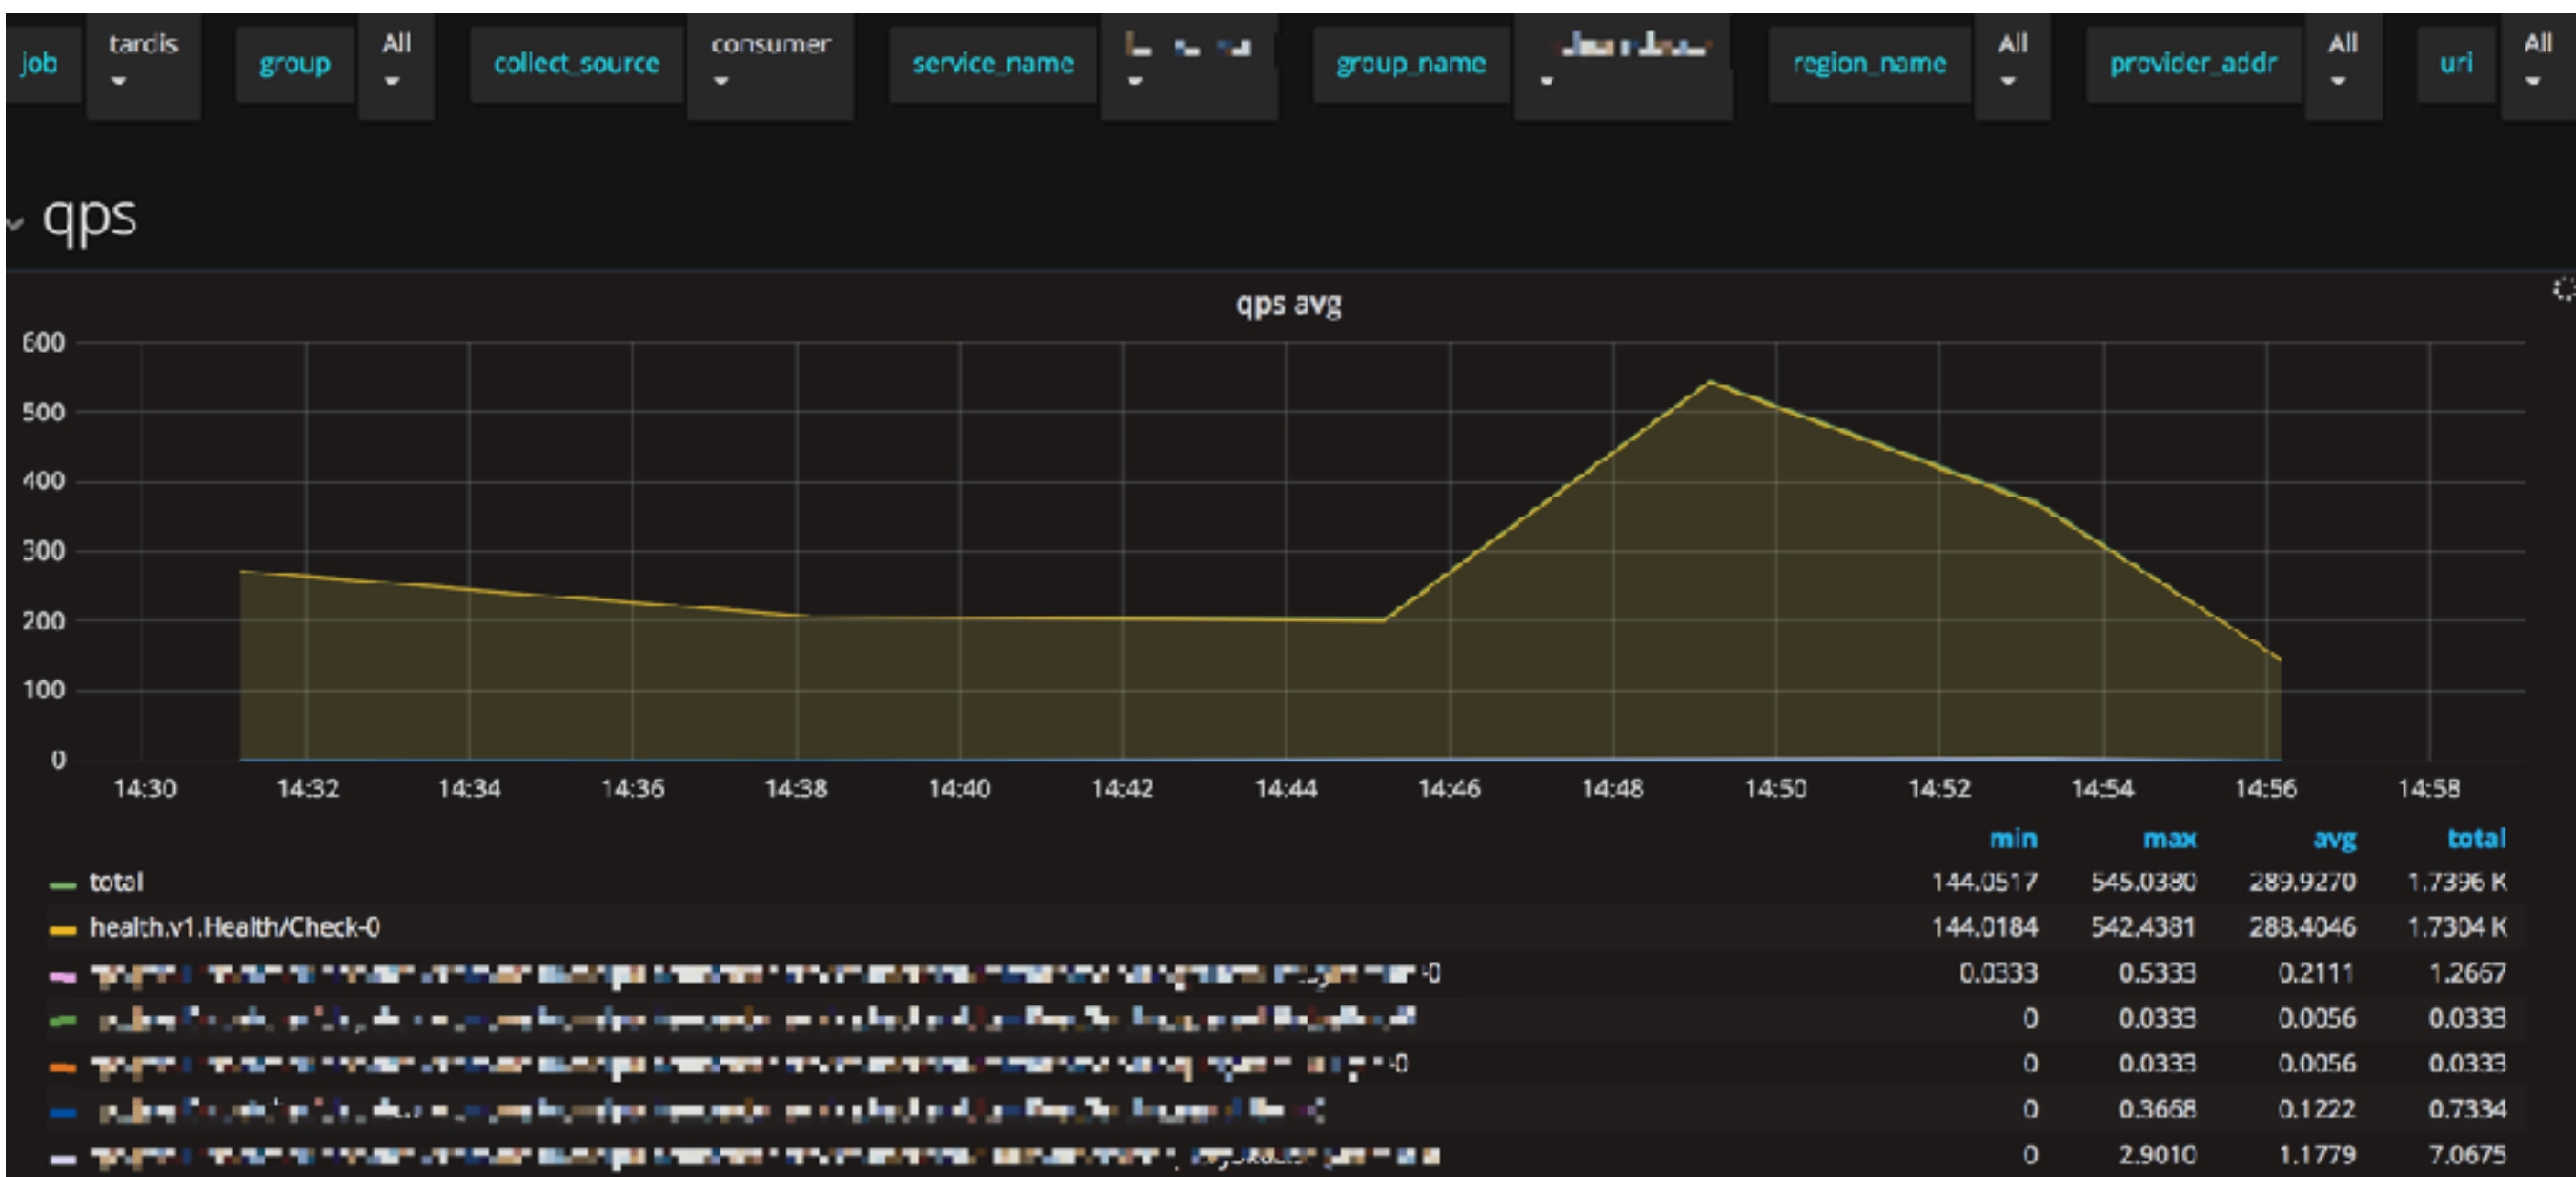 job tardis group All collect_source consumer service_name group_name region_name All provider_addr All uri All
qps
qps avg
600
500
400
300
200
100
0
14:30 14:32 14:34 14:36 14:38 14:40 14:42 14:44 14:46 14:48 14:50 14:52 14:54 14:56 14:58
min max avg total
total 144.0517 545.0380 289.9270 1.7396 K
health.v1.Health/Check-0 144.0184 542.4381 288.4046 1.7304 K
-0 0.0333 0.5333 0.2111 1.2667
0 0.0333 0.0056 0.0333
-0 0 0.0333 0.0056 0.0333
0 0.3668 0.1222 0.7334
0 2.9010 1.1779 7.0675